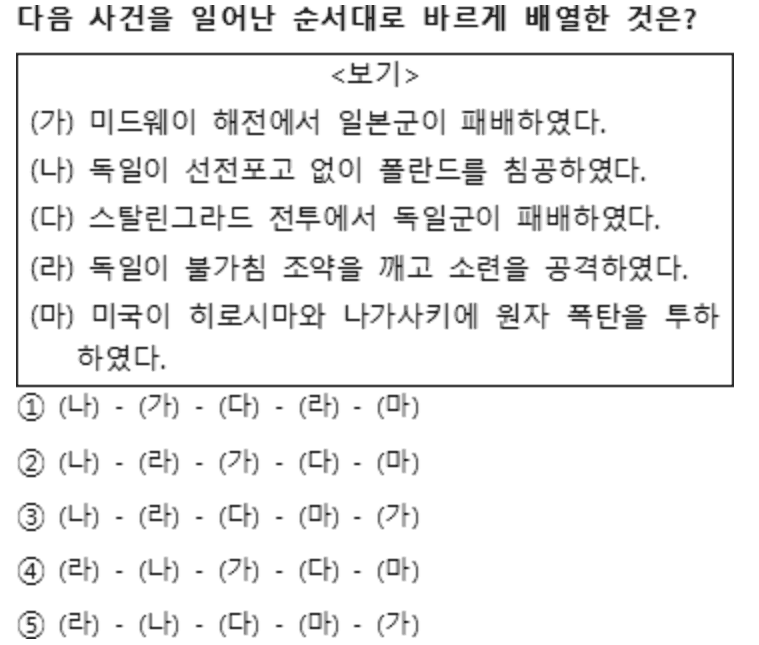 다음 사건을 일어난 순서대로 바르게 배열한 것은?
<보기>
(가) 미드웨이 해전에서 일본군이 패배하였다.
(나) 독일이 선전포고 없이 폴란드를 침공하였다.
(다) 스탈린그라드 전투에서 독일군이 패배하였다.
(라) 독일이 불가침 조약을 깨고 소련을 공격하였다.
(마) 미국이 히로시마와 나가사키에 원자 폭탄을 투하
하였다.
① (나) - (가) - (다) - (라) - (마)
② (나) - (라) - (가) - (다) - (마)
③ (나) - (라) - (다) - (마) - (가)
④ (라) - (나) - (가) - (다) - (마)
⑤ (라) - (나) - (다) - (마) - (가)